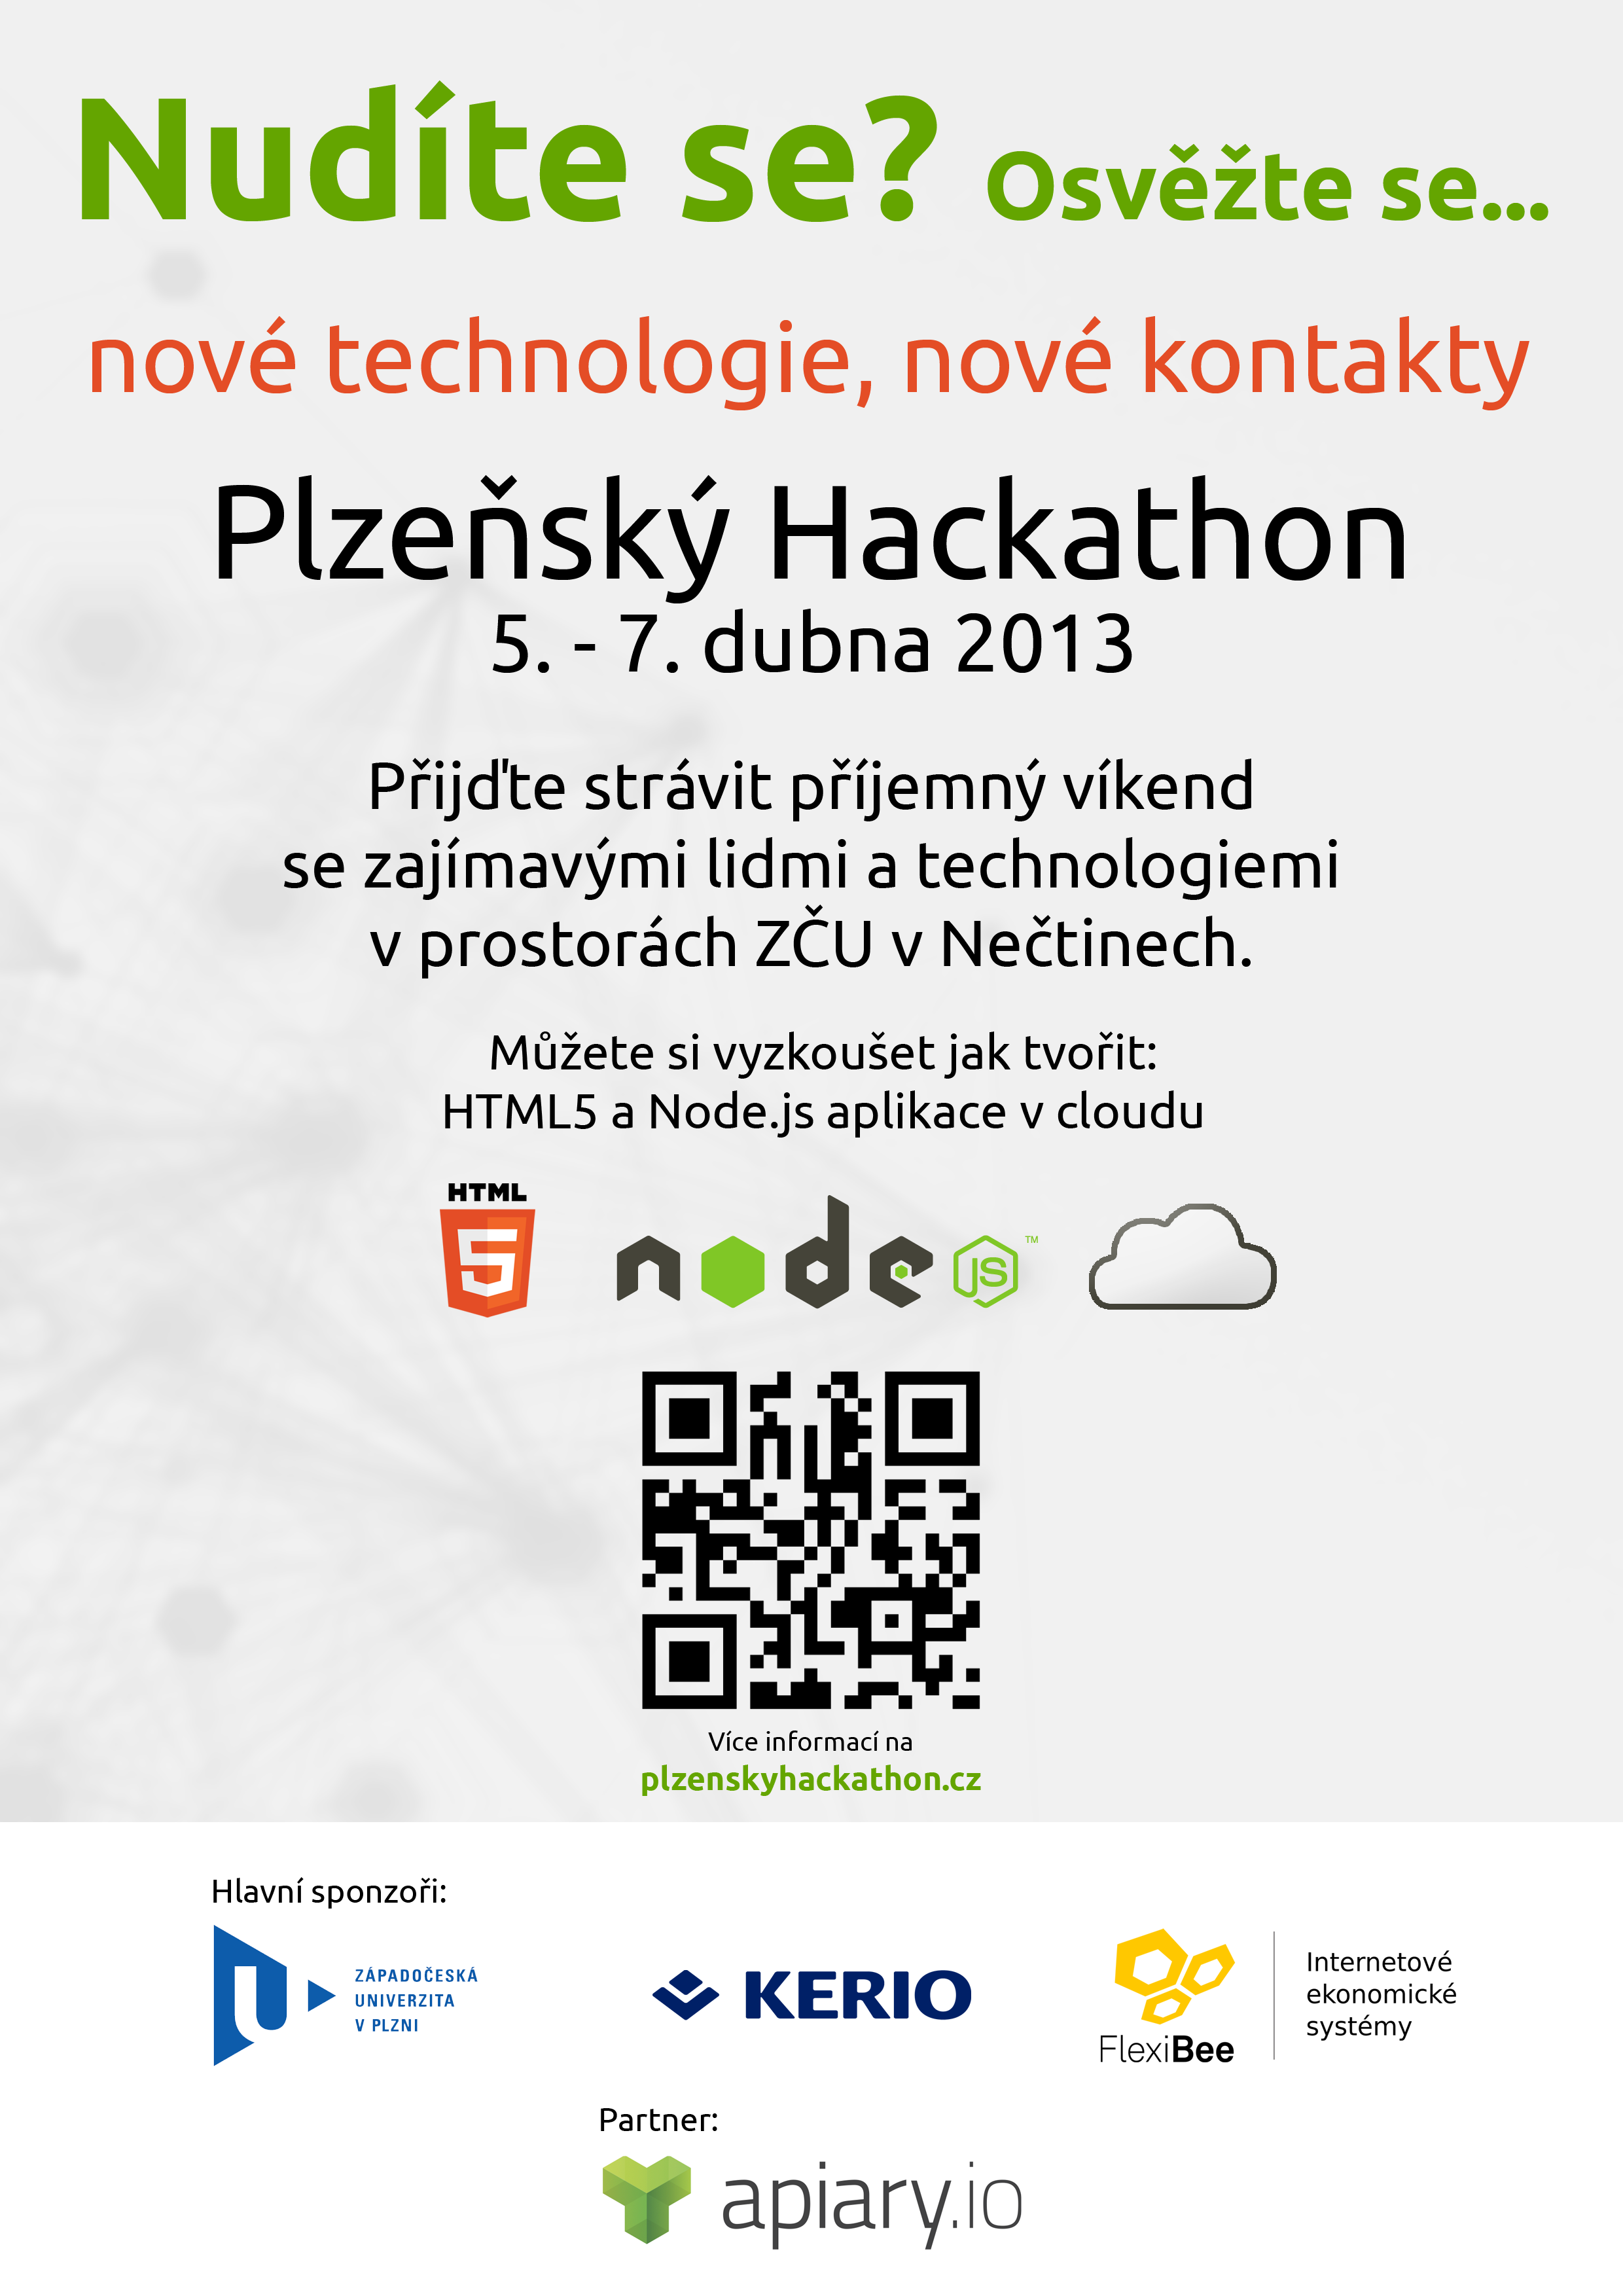 Nudíte se? Osvěžte se...
nové technologie, nové kontakty
Plzeňský Hackathon
5. - 7. dubna 2013
Přijďte strávit příjemný víkend
se zajímavými lidmi a technologiemi
v prostorách ZČU v Nečtinech.
Můžete si vyzkoušet jak tvořit:
HTML5 a Node.js aplikace v cloudu
HTML
5
node JS ™
Více informací na
plzenskyhackathon.cz
Hlavní sponzoři:
ZÁPADOČESKÁ
UNIVERZITA
V PLZNI
KERIO
FlexiBee
Internetové
ekonomické
systémy
Partner:
apiary.io